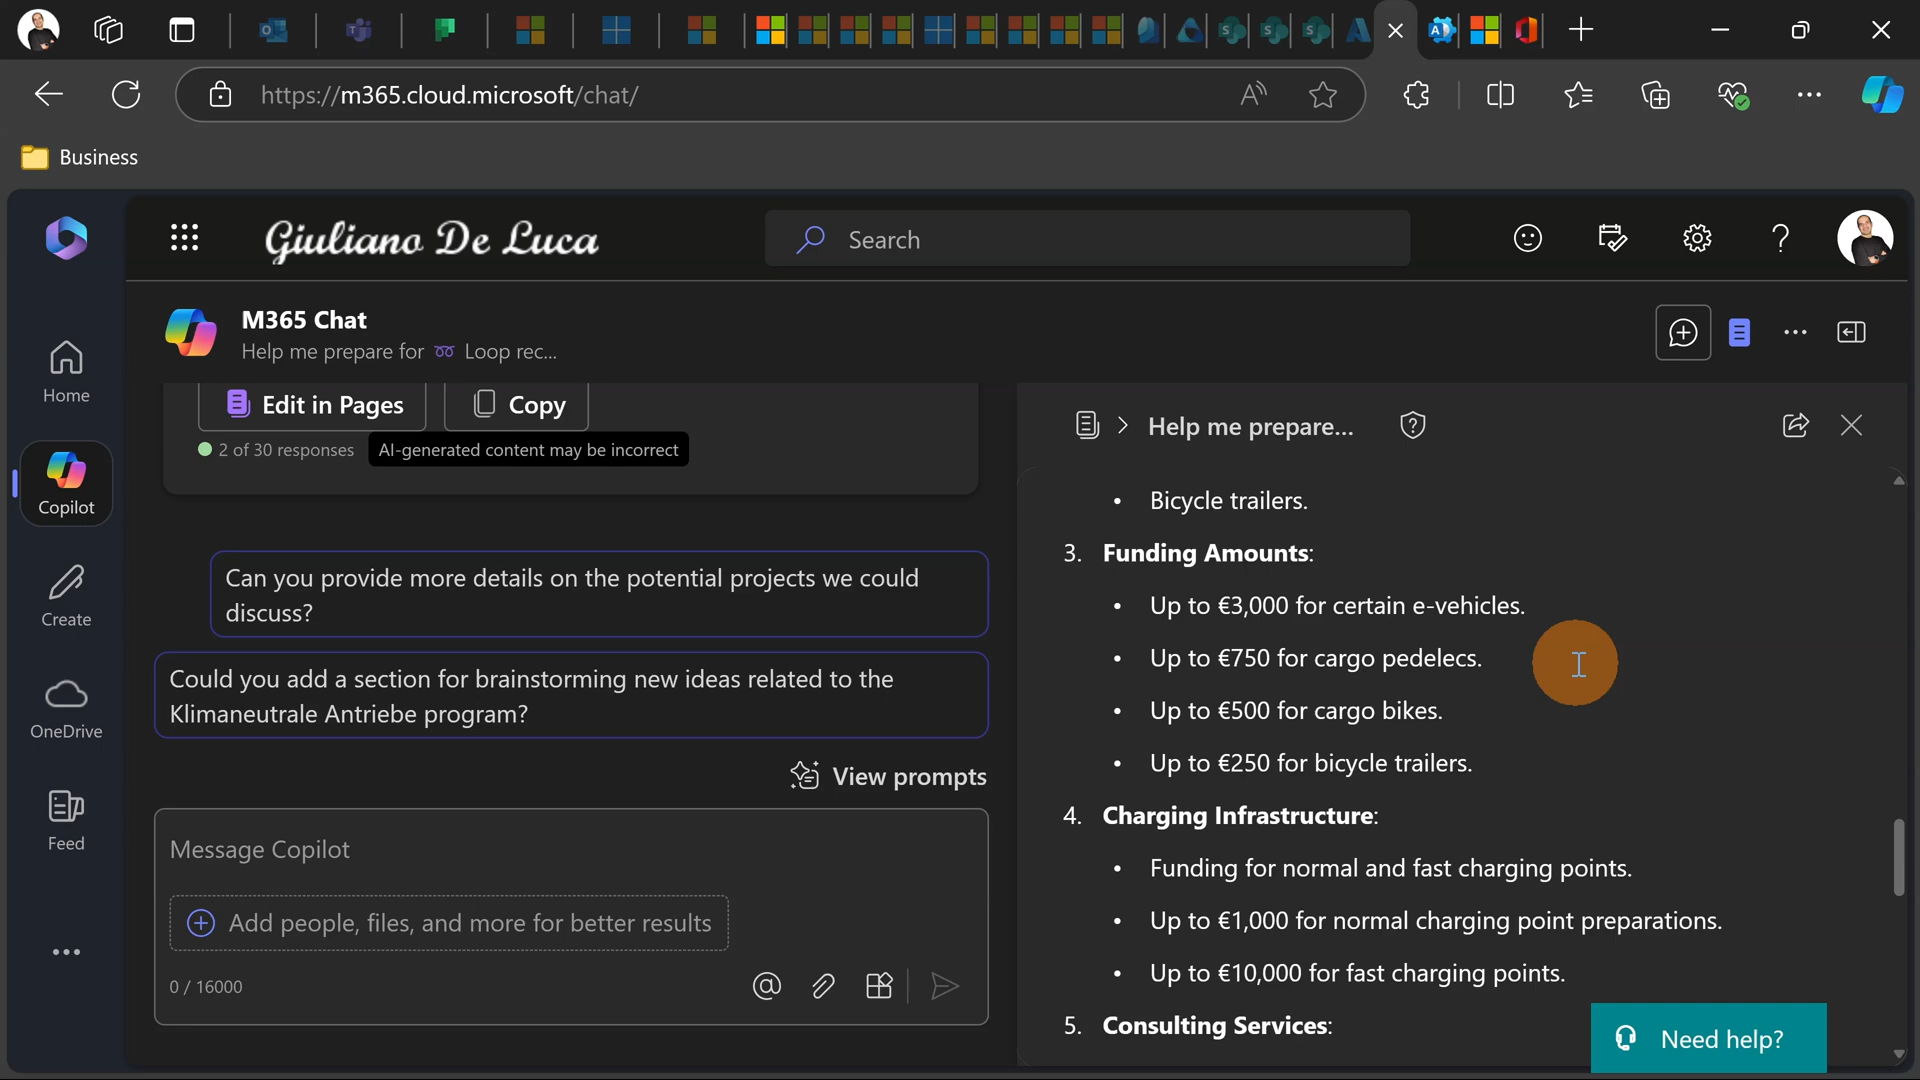 https://m365.cloud.microsoft/chat/
Business
Giuliano De Luca
Search
M365 Chat
Help me prepare for Loop rec...
Home
Copilot
Create
OneDrive
Feed
Edit in Pages
Copy
2 of 30 responses
AI-generated content may be incorrect
Can you provide more details on the potential projects we could
discuss?
Could you add a section for brainstorming new ideas related to the
Klimaneutrale Antriebe program?
View prompts
Message Copilot
Add people, files, and more for better results
0 / 16000
Help me prepare...
• Bicycle trailers.
3. Funding Amounts:
• Up to €3,000 for certain e-vehicles.
• Up to €750 for cargo pedelecs.
• Up to €500 for cargo bikes.
• Up to €250 for bicycle trailers.
4. Charging Infrastructure:
• Funding for normal and fast charging points.
• Up to €1,000 for normal charging point preparations.
• Up to €10,000 for fast charging points.
5. Consulting Services:
Need help?